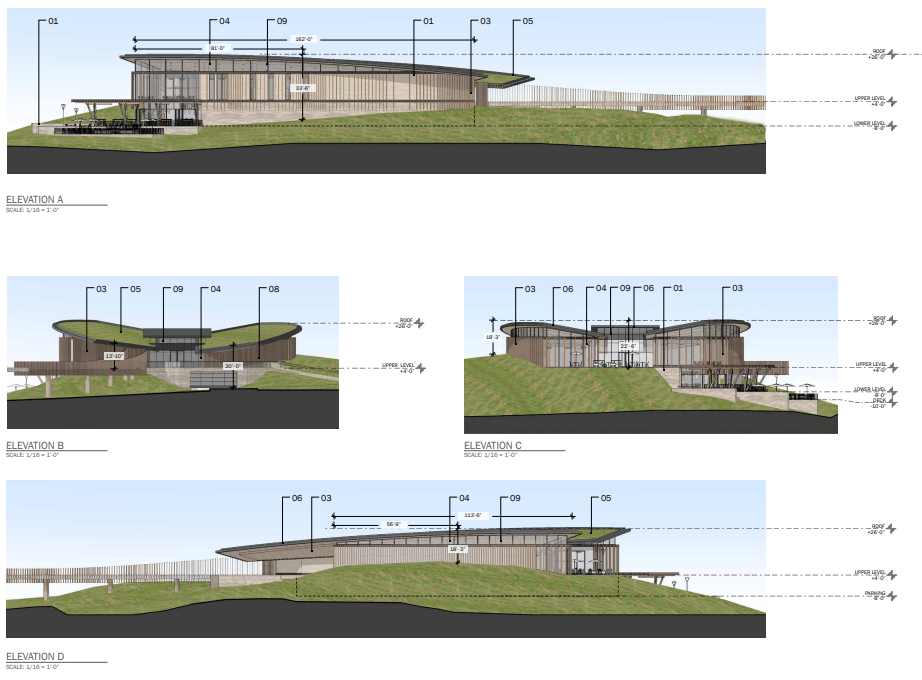 01 04 09 01 03 05
162'-0"
81'-0"
33'-6"
ROOF
+26'-0"
UPPER LEVEL
+4'-0"
LOWER LEVEL
-8'-0"
ELEVATION A
SCALE: 1/16 = 1'-0"
03 05 09 04 08
12'-10"
20'-0"
ROOF
+26'-0"
UPPER LEVEL
+4'-0"
ELEVATION B
SCALE: 1/16 = 1'-0"
03 06 04 09 06 01 03
18'-3"
22'-6"
ROOF
+26'-0"
UPPER LEVEL
+4'-0"
LOWER LEVEL
-8'-0"
DECK
-10'-0"
ELEVATION C
SCALE: 1/16 = 1'-0"
06 03 04 09 05
113'-6"
56'-9"
18'-3"
ROOF
+26'-0"
UPPER LEVEL
+4'-0"
PARKING
-8'-0"
ELEVATION D
SCALE: 1/16 = 1'-0"